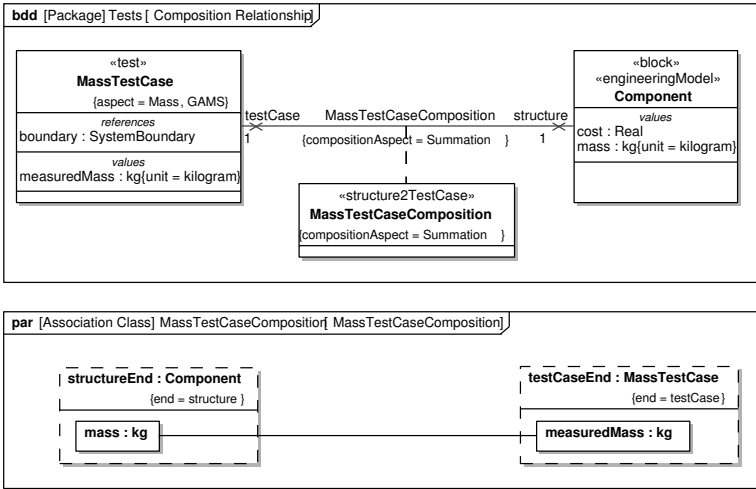 bdd [Package] Tests [ Composition Relationship]
«test»
MassTestCase
{aspect = Mass, GAMS}
references
boundary : SystemBoundary
values
measuredMass : kg{unit = kilogram}
testCase
1
MassTestCaseComposition
{compositionAspect = Summation }
structure
1
«block»
«engineeringModel»
Component
values
cost : Real
mass : kg{unit = kilogram}
«structure2TestCase»
MassTestCaseComposition
{compositionAspect = Summation }
par [Association Class] MassTestCaseComposition[ MassTestCaseComposition]
structureEnd : Component
{end = structure }
mass : kg
testCaseEnd : MassTestCase
{end = testCase}
measuredMass : kg